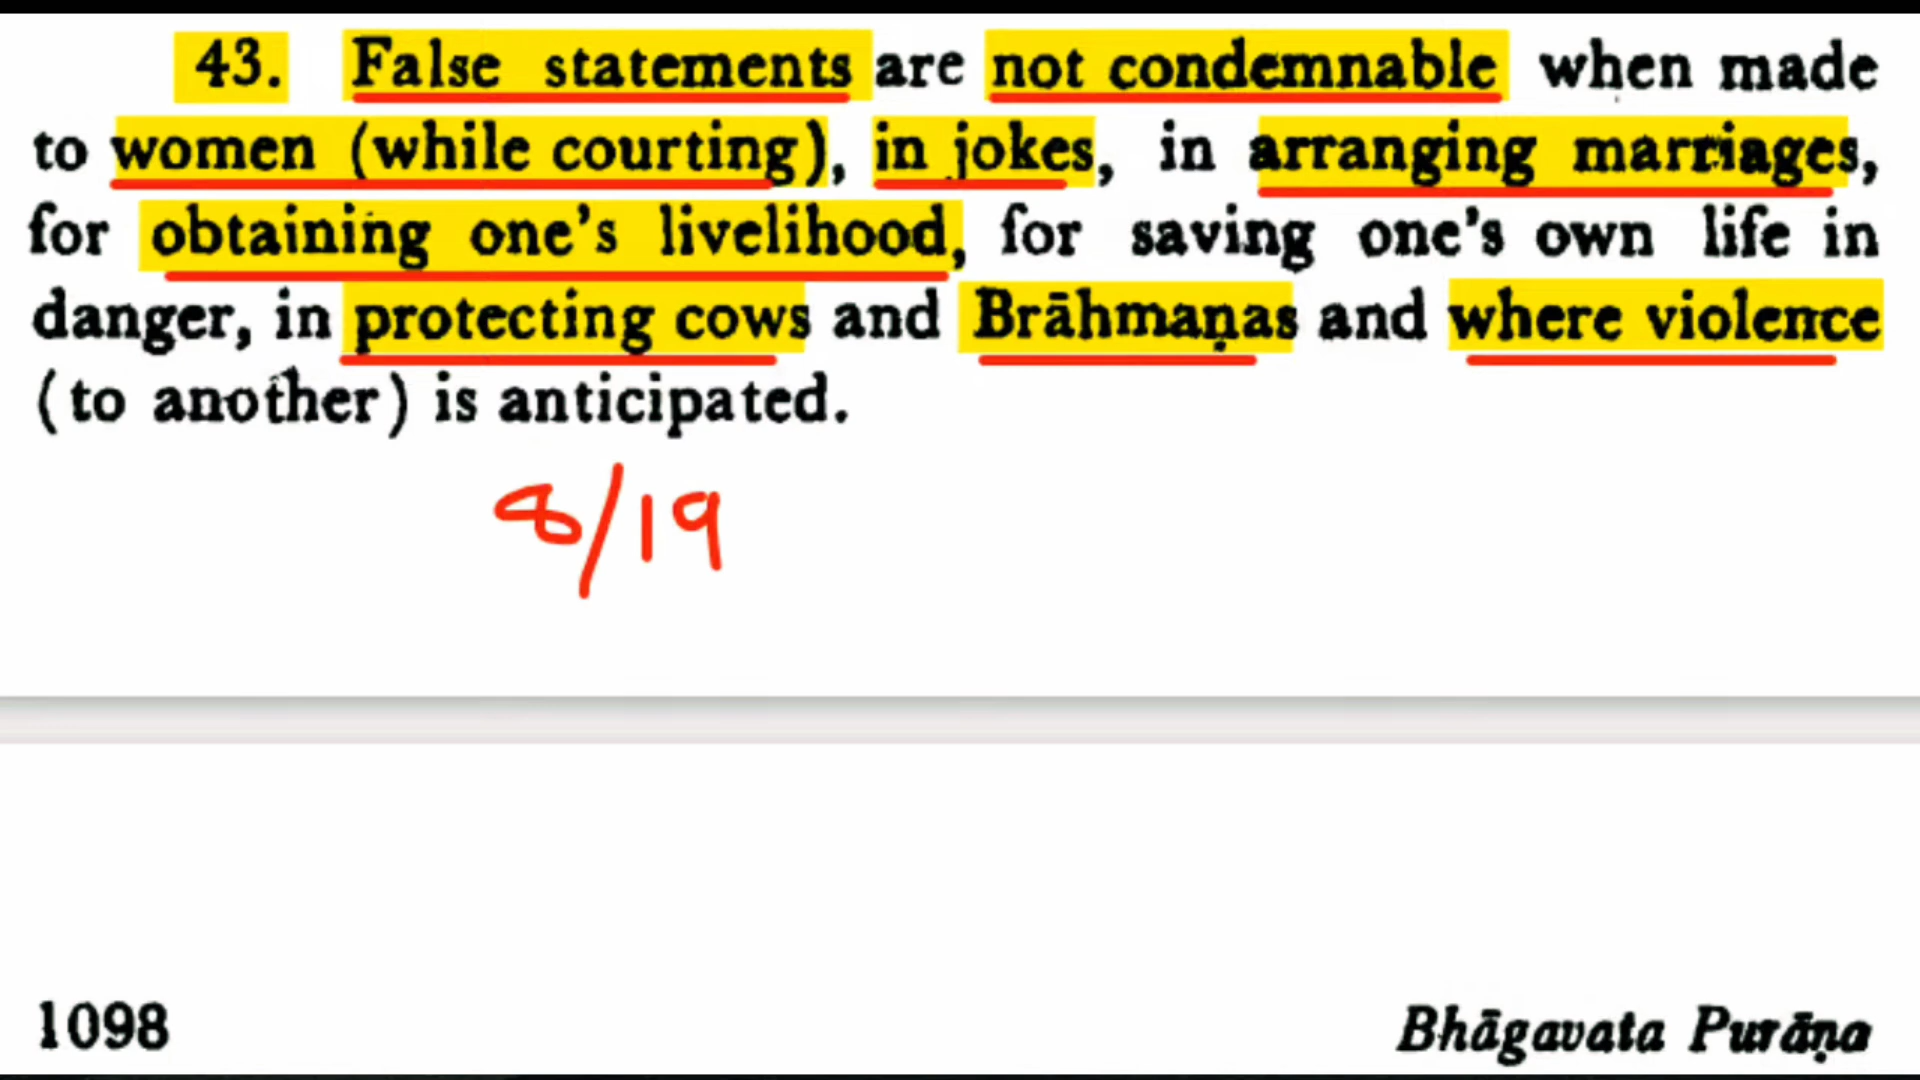 43. False statements are not condemnable when made
to women (while courting), in jokes, in arranging marriages,
for obtaining one's livelihood, for saving one's own life in
danger, in protecting cows and Brāhmaṇas and where violence
(to another) is anticipated.
8/19
1098 Bhāgavata Purāṇa